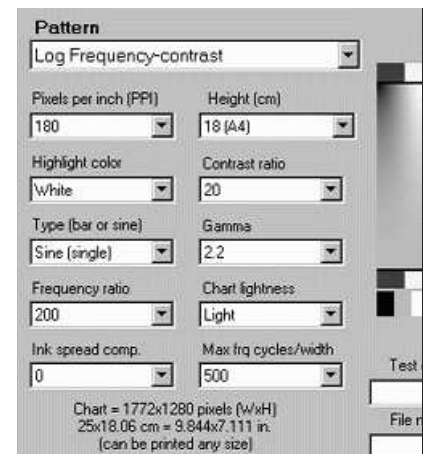 Pattern
Log Frequency-contrast
Pixels per inch (PPI) Height (cm)
180 18 (A4)
Highlight color Contrast ratio
White 20
Type (bar or sine) Gamma
Sine (single) 2.2
Frequency ratio Chart lightness
200 Light
Ink spread comp. Max frq cycles/width
0 500
Test
Chart = 1772x1280 pixels (WxH)
25x18.06 cm = 9.844x7.111 in.
File
(can be printed any size)